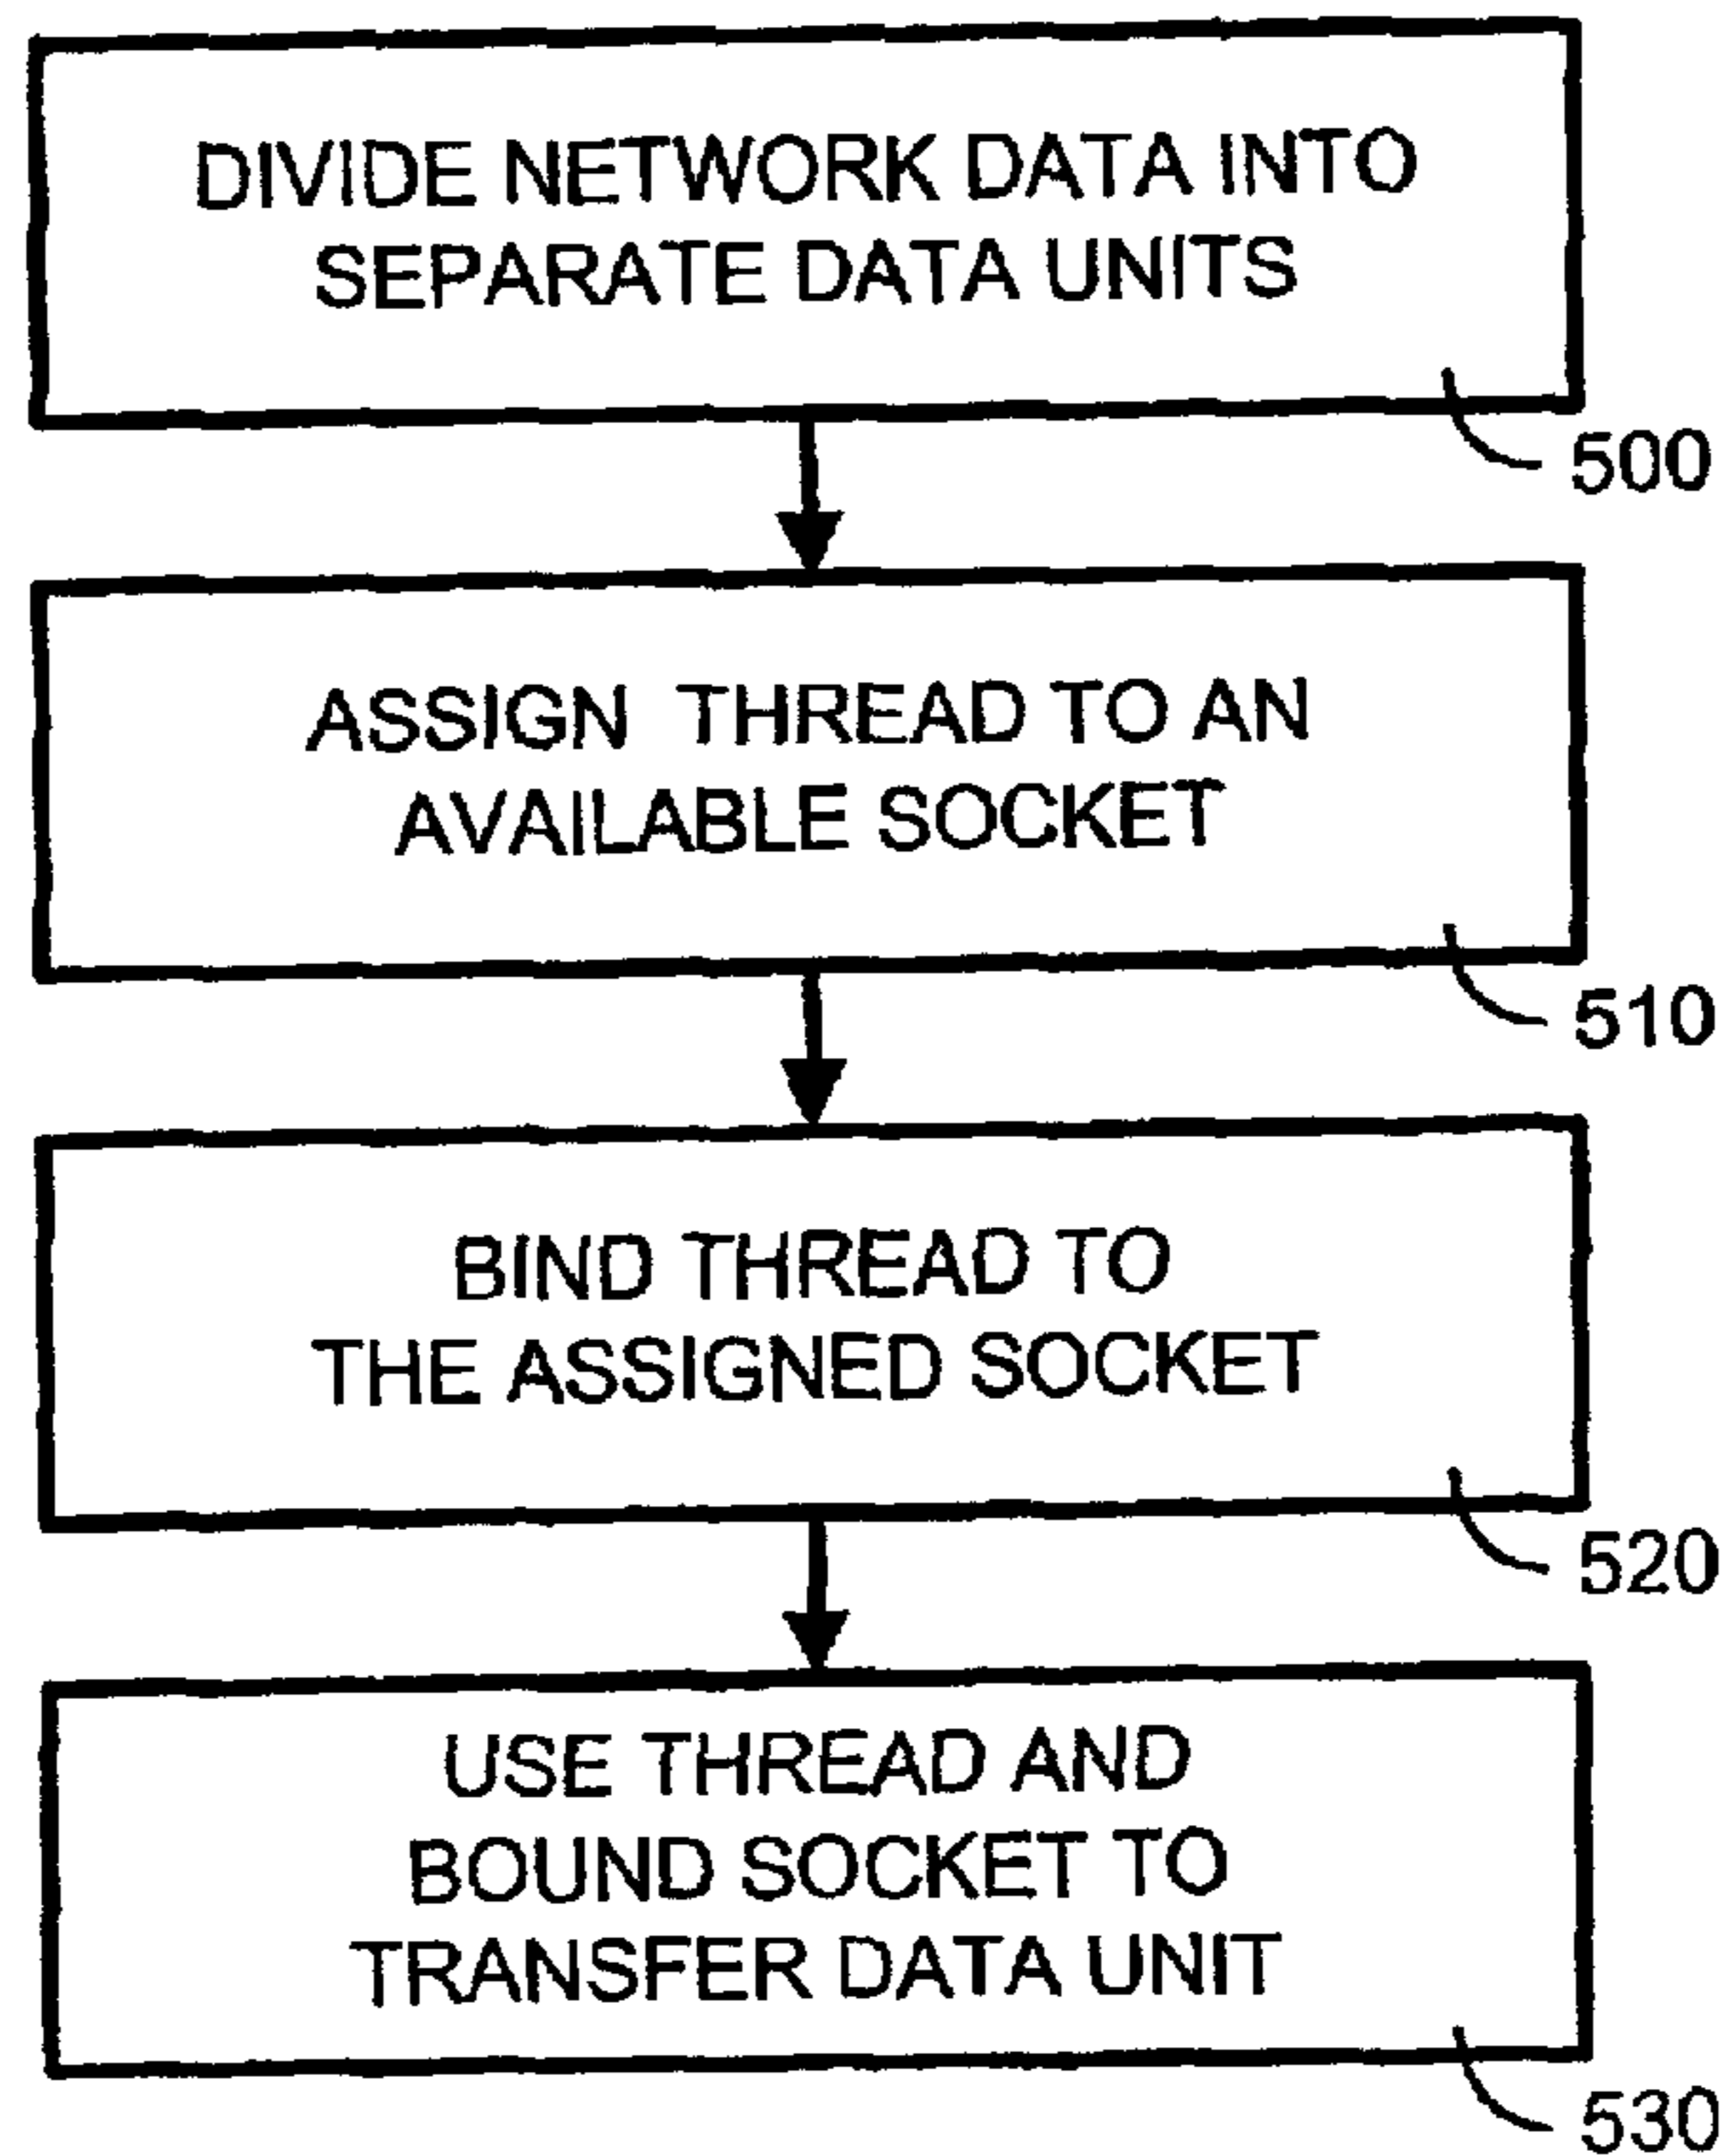 DIVIDE NETWORK DATA INTO
SEPARATE DATA UNITS
500
ASSIGN THREAD TO AN
AVAILABLE SOCKET
510
BIND THREAD TO
THE ASSIGNED SOCKET
520
USE THREAD AND
BOUND SOCKET TO
TRANSFER DATA UNIT
530